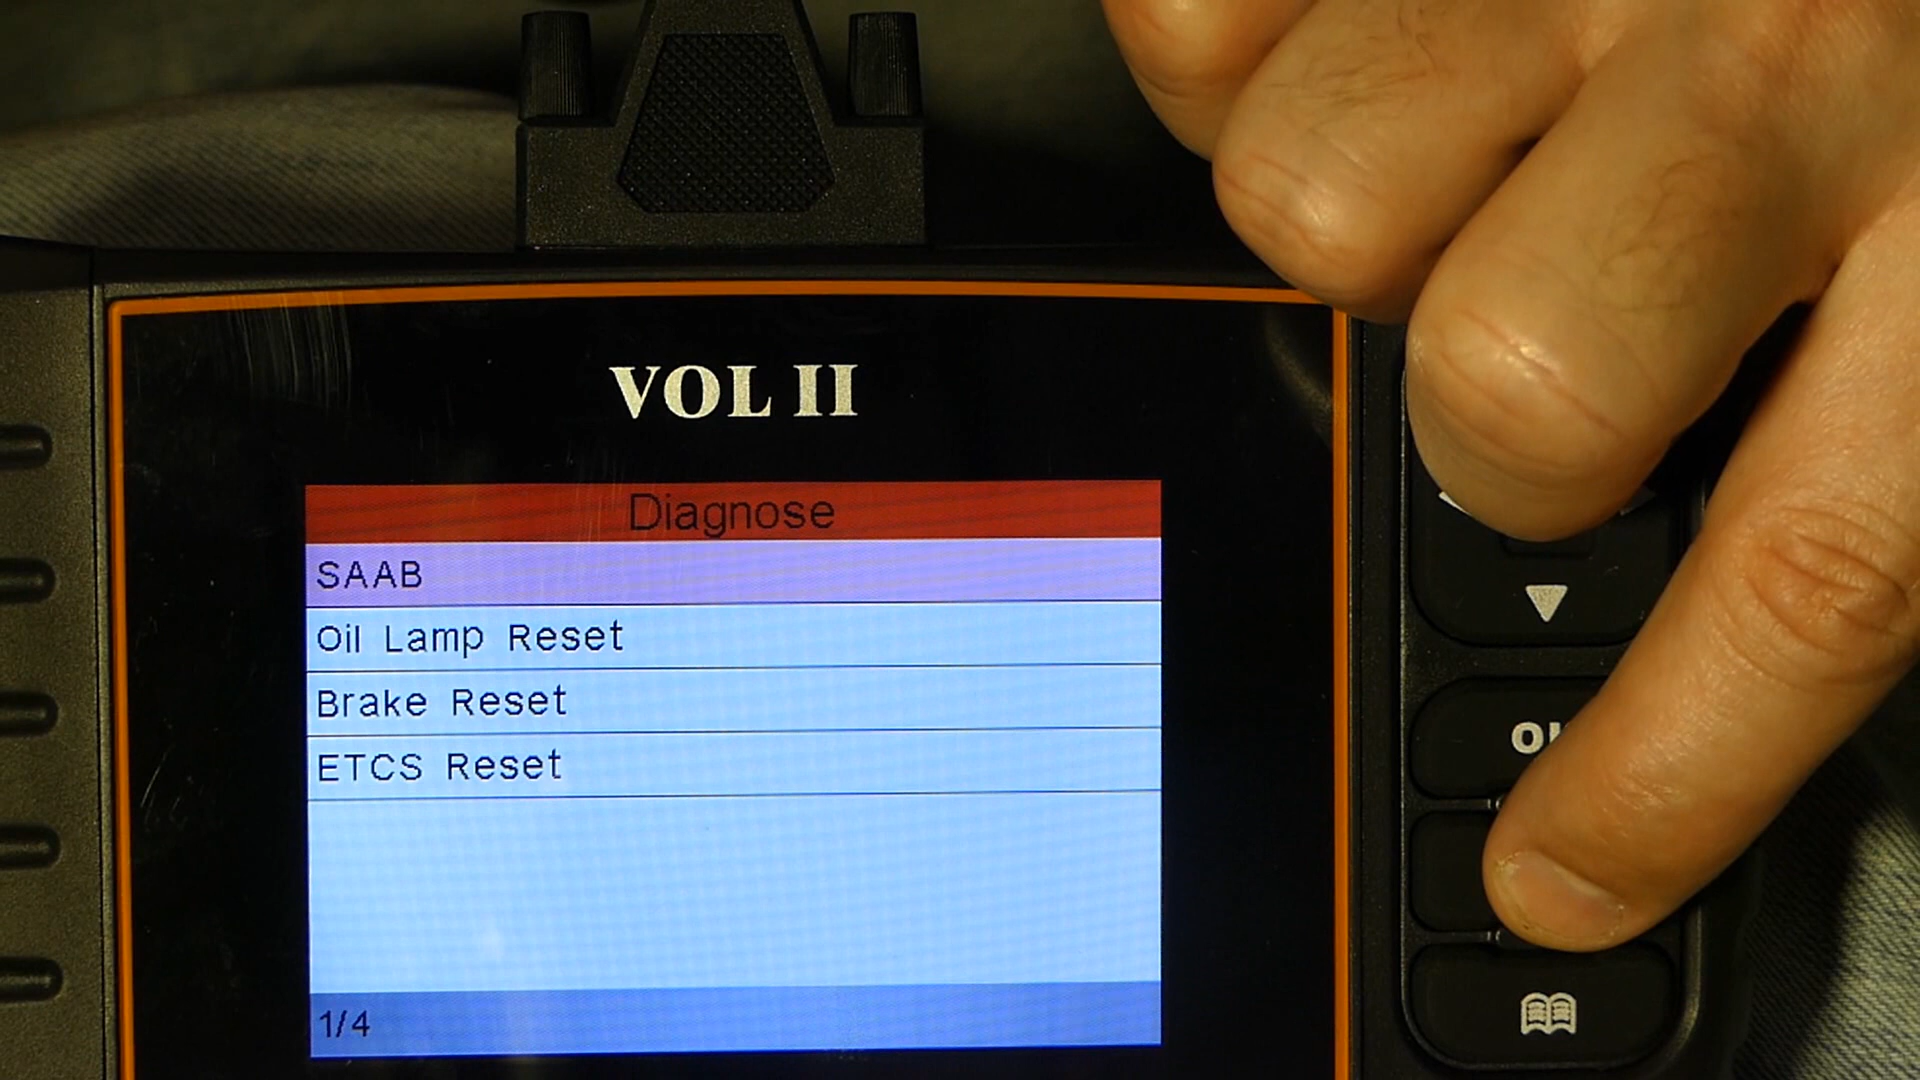 VOL II
Diagnose
SAAB
Oil Lamp Reset
Brake Reset
ETCS Reset
1/4